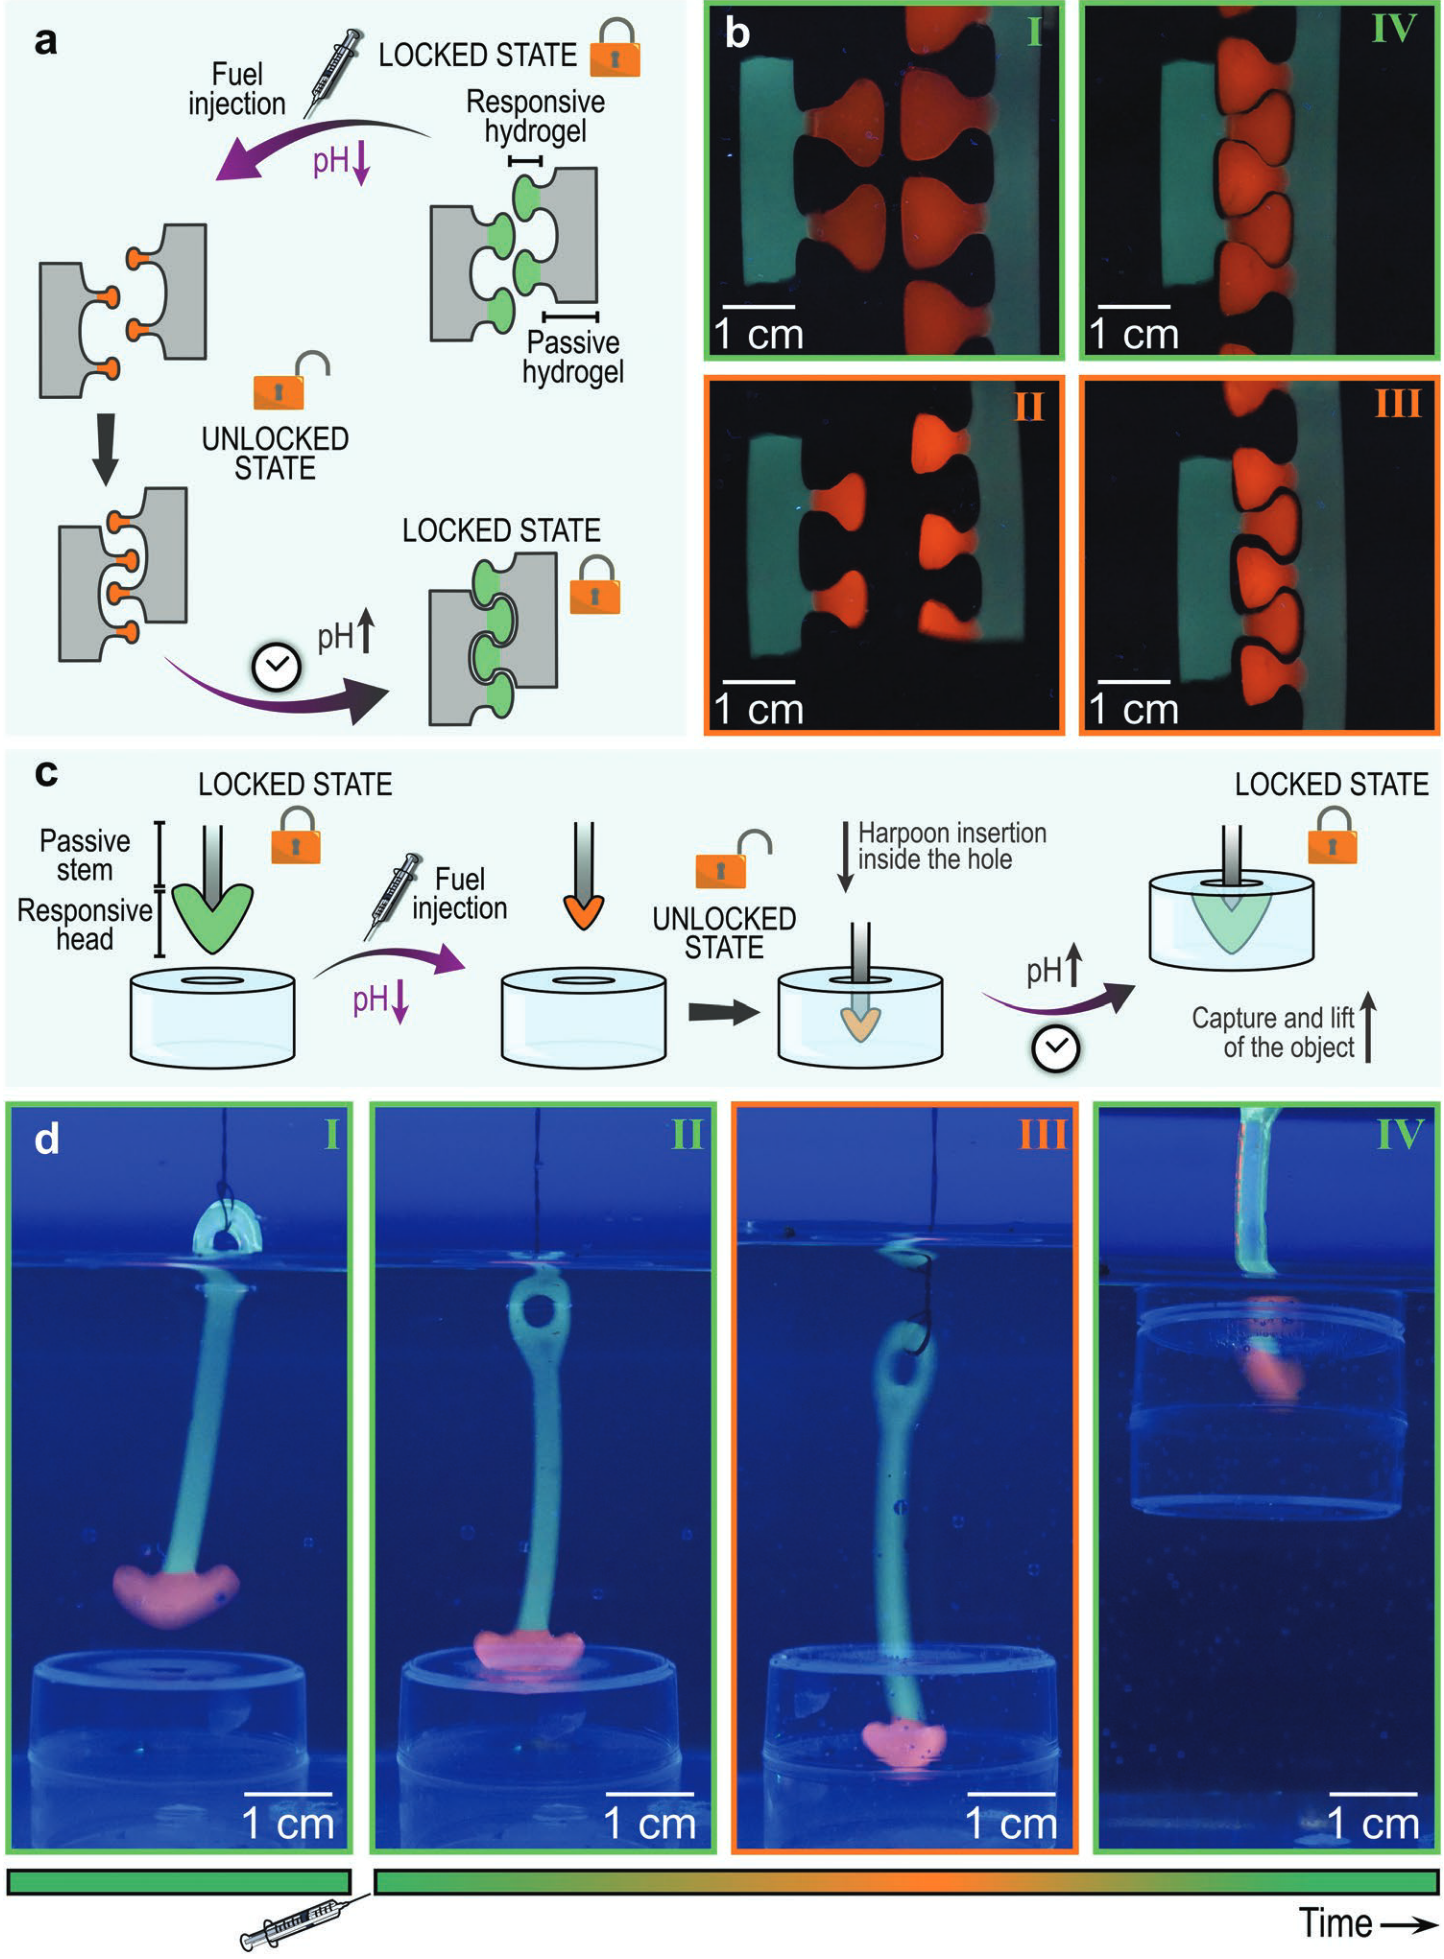 a
LOCKED STATE
Fuel
injection
Responsive
hydrogel
pH↓
Passive
hydrogel
UNLOCKED
STATE
LOCKED STATE
pH↑
b
I
1 cm
IV
1 cm
II
1 cm
III
1 cm
c
LOCKED STATE
Passive
stem
Responsive
head
Fuel
injection
pH↓
UNLOCKED
STATE
Harpoon insertion
inside the hole
pH↑
LOCKED STATE
Capture and lift
of the object
d
I
1 cm
II
1 cm
III
1 cm
IV
1 cm
Time